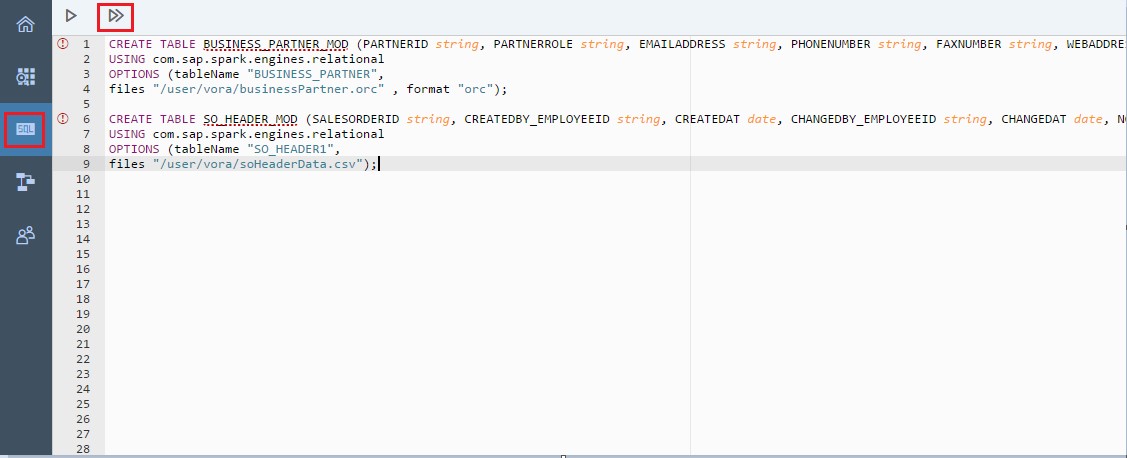 SQL
1 CREATE TABLE BUSINESS_PARTNER_MOD (PARTNERID string, PARTNERROLE string, EMAILADDRESS string, PHONENUMBER string, FAXNUMBER string, WEBADDRE
2 USING com.sap.spark.engines.relational
3 OPTIONS (tableName "BUSINESS_PARTNER",
4 files "/user/vora/businessPartner.orc" , format "orc");
5
6 CREATE TABLE SO_HEADER_MOD (SALESORDERID string, CREATEDBY_EMPLOYEEID string, CREATEDAT date, CHANGEDBY_EMPLOYEEID string, CHANGEDAT date, NO
7 USING com.sap.spark.engines.relational
8 OPTIONS (tableName "SO_HEADER1",
9 files "/user/vora/soHeaderData.csv");
10
11
12
13
14
15
16
17
18
19
20
21
22
23
24
25
26
27
28